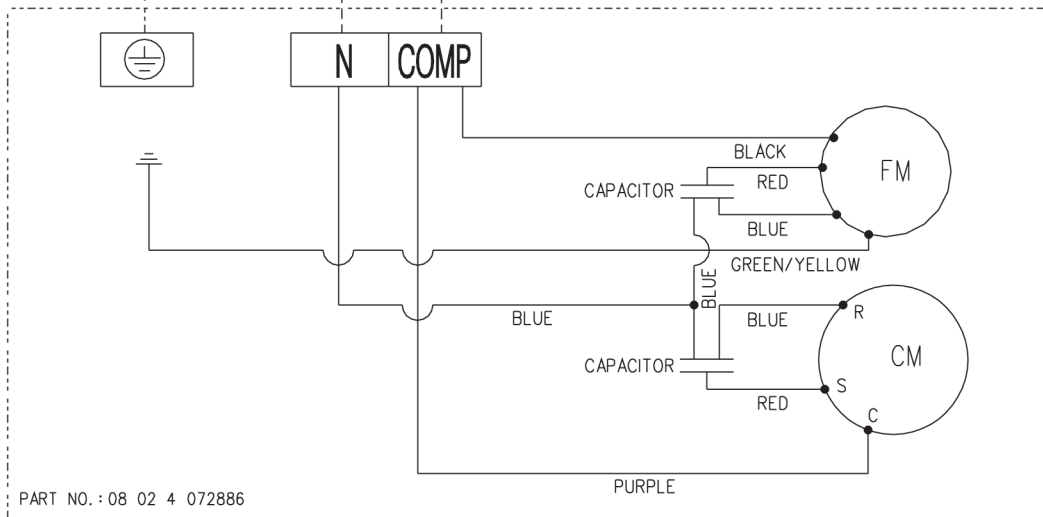 N COMP
BLACK
FM
CAPACITOR
RED
BLUE
GREEN/YELLOW
BLUE
BLUE
BLUE
R
CAPACITOR
CM
S
RED
C
PURPLE
PART NO.:08 02 4 072886